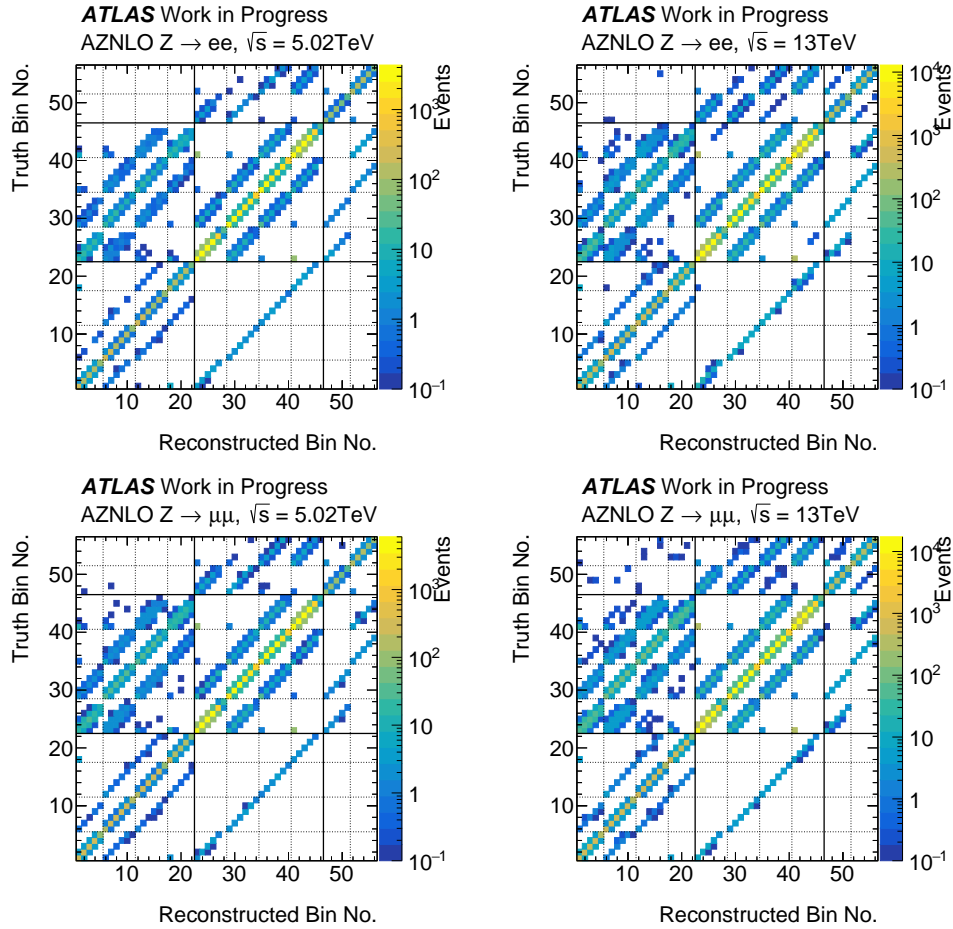 ATLAS Work in Progress
AZNLO Z → ee, √s = 5.02TeV
Truth Bin No.
50
40
30
20
10
10 20 30 40 50
Reconstructed Bin No.
Events
10³
10²
10
1
10⁻¹
ATLAS Work in Progress
AZNLO Z → ee, √s = 13TeV
Truth Bin No.
50
40
30
20
10
10 20 30 40 50
Reconstructed Bin No.
Events
10⁴
10³
10²
10
1
10⁻¹
ATLAS Work in Progress
AZNLO Z → μμ, √s = 5.02TeV
Truth Bin No.
50
40
30
20
10
10 20 30 40 50
Reconstructed Bin No.
Events
10³
10²
10
1
10⁻¹
ATLAS Work in Progress
AZNLO Z → μμ, √s = 13TeV
Truth Bin No.
50
40
30
20
10
10 20 30 40 50
Reconstructed Bin No.
Events
10⁴
10³
10²
10
1
10⁻¹